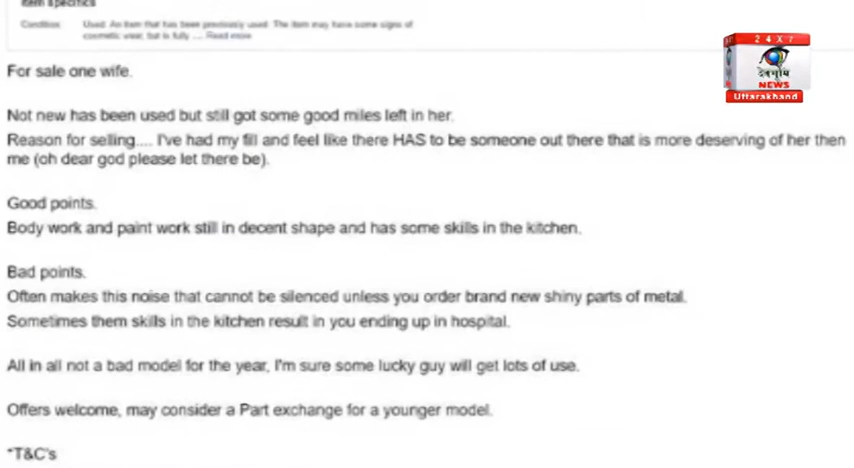 Item specifics
Condition: Used: An item that has been previously used. The item may have some signs of
cosmetic wear, but is fully .... Read more
24X7
देवभूमि
NEWS
Uttarakhand
For sale one wife.
Not new has been used but still got some good miles left in her.
Reason for selling.... I've had my fill and feel like there HAS to be someone out there that is more deserving of her then
me (oh dear god please let there be).
Good points.
Body work and paint work still in decent shape and has some skills in the kitchen.
Bad points.
Often makes this noise that cannot be silenced unless you order brand new shiny parts of metal.
Sometimes them skills in the kitchen result in you ending up in hospital.
All in all not a bad model for the year, I'm sure some lucky guy will get lots of use.
Offers welcome, may consider a Part exchange for a younger model.
*T&C's